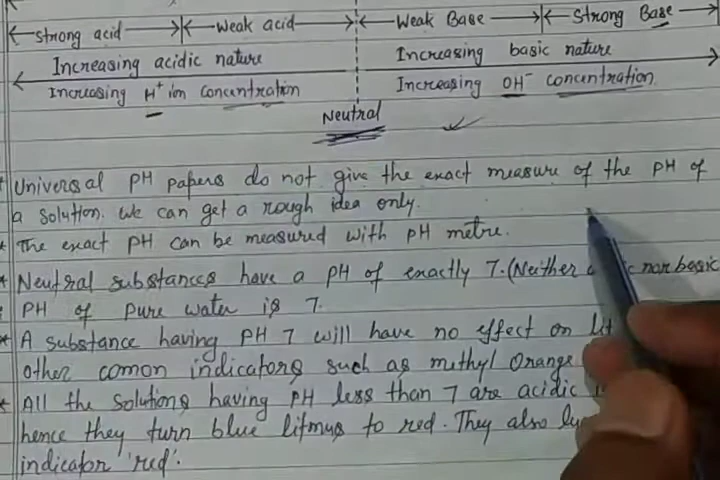 Strong acid Weak acid Weak Base Strong Base
Increasing acidic nature Increasing basic nature
Increasing H+ ion concentration Increasing OH- concentration
Neutral
Universal PH papers do not give the exact measure of the PH of
a solution. We can get a rough idea only.
* The exact PH can be measured with PH metre.
* Neutral substances have a PH of exactly 7. (Neither nor basic
PH of pure water is 7.
* A substance having PH 7 will have no effect on lit
other comon indicators such as methyl Orange
* All the solutions having PH less than 7 are acidic
hence they turn blue litmus to red. They also
indicator 'red'.